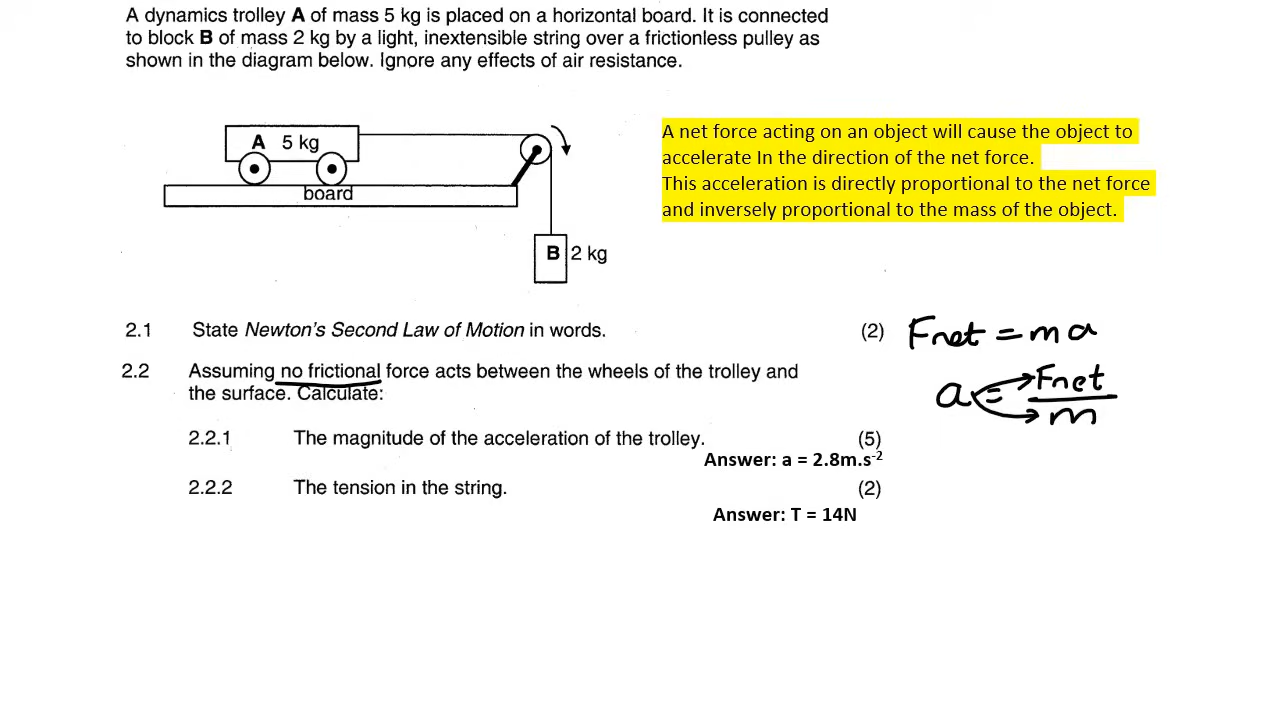 A dynamics trolley A of mass 5 kg is placed on a horizontal board. It is connected
to block B of mass 2 kg by a light, inextensible string over a frictionless pulley as
shown in the diagram below. Ignore any effects of air resistance.
A 5 kg
board
B 2 kg
A net force acting on an object will cause the object to
accelerate In the direction of the net force.
This acceleration is directly proportional to the net force
and inversely proportional to the mass of the object.
2.1 State Newton's Second Law of Motion in words. (2)
Fnet = ma
2.2 Assuming no frictional force acts between the wheels of the trolley and
the surface. Calculate:
a = Fnet
m
2.2.1 The magnitude of the acceleration of the trolley. (5)
Answer: a = 2.8m.s-2
2.2.2 The tension in the string. (2)
Answer: T = 14N